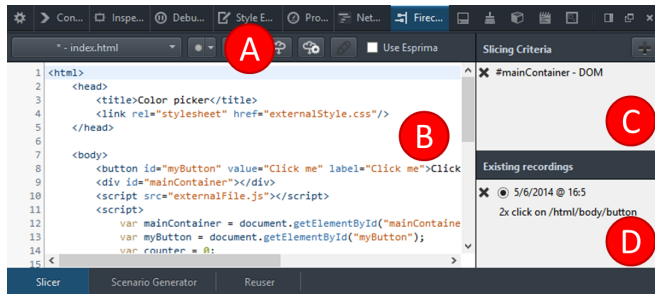 Con... Inspe... Debu... Style E... Pro... Net... Firec...
* - index.html Use Esprima Slicing Criteria
A
1 <html>
2 <head>
3 <title>Color picker</title>
4 <link rel="stylesheet" href="externalStyle.css"/>
5 </head>
6
7 <body>
8 <button id="myButton" value="Click me" label="Click me">Click
9 <div id="mainContainer"></div>
10 <script src="externalFile.js"></script>
11 <script>
12 var mainContainer = document.getElementById("mainContaine
13 var myButton = document.getElementById("myButton");
14 var counter = 0;
15
B
#mainContainer - DOM
C
Existing recordings
5/6/2014 @ 16:5
2x click on /html/body/button
D
Slicer Scenario Generator Reuser